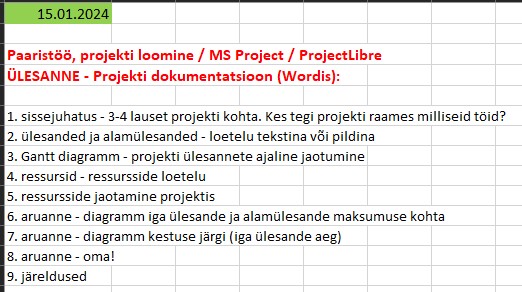 15.01.2024
Paaristöö, projekti loomine / MS Project / ProjectLibre
ÜLESANNE - Projekti dokumentatsioon (Wordis):
1. sissejuhatus - 3-4 lauset projekti kohta. Kes tegi projekti raames milliseid töid?
2. ülesanded ja alamülesanded - loetelu tekstina või pildina
3. Gantt diagramm - projekti ülesannete ajaline jaotumine
4. ressursid - ressursside loetelu
5. ressursside jaotamine projektis
6. aruanne - diagramm iga ülesande ja alamülesande maksumuse kohta
7. aruanne - diagramm kestuse järgi (iga ülesande aeg)
8. aruanne - oma!
9. järeldused